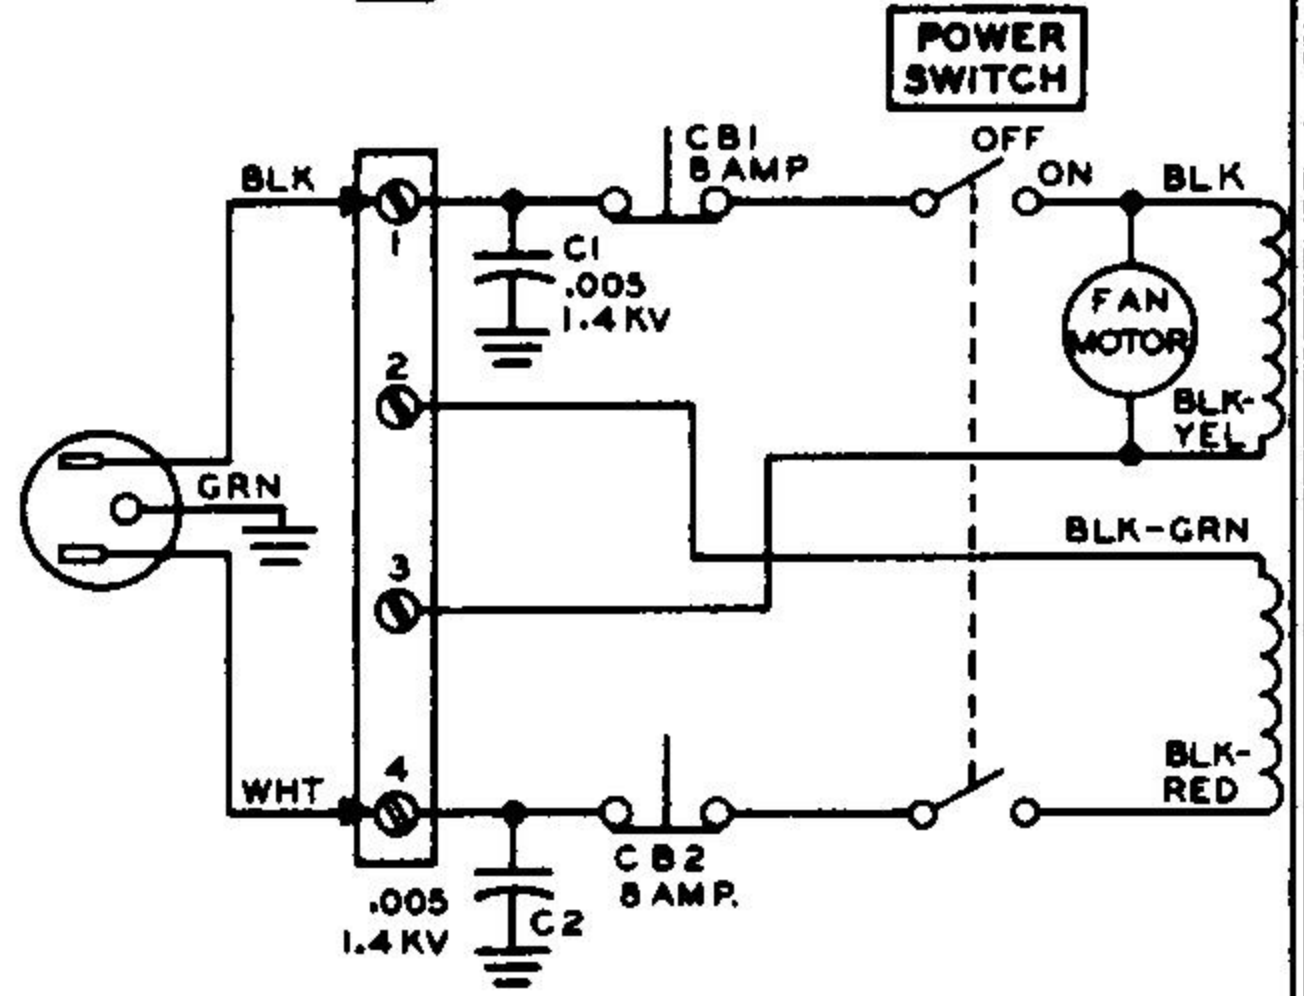 POWER
SWITCH
OFF
ON
CB1
8 AMP
BLK
BLK
1
C1
.005
1.4 KV
FAN
MOTOR
2
BLK-
YEL
GRN
BLK-GRN
3
BLK-
RED
4
WHT
CB2
8 AMP.
.005
1.4 KV
C2